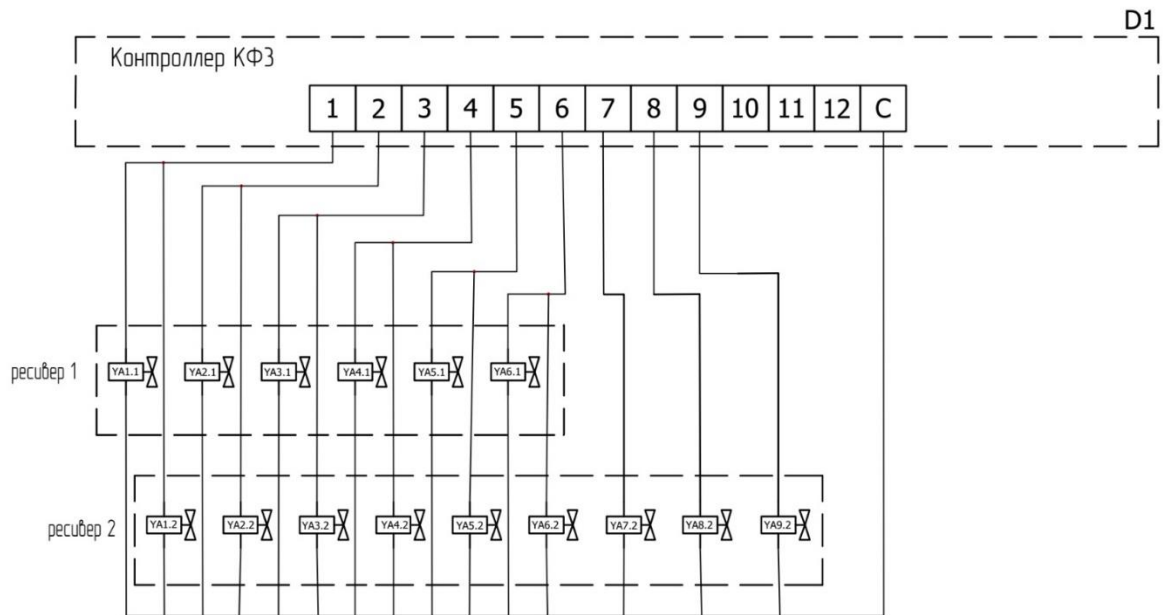 D1
Контроллер КФЗ
1 2 3 4 5 6 7 8 9 10 11 12 C
ресивер 1
YA1.1 YA2.1 YA3.1 YA4.1 YA5.1 YA6.1
ресивер 2
YA1.2 YA2.2 YA3.2 YA4.2 YA5.2 YA6.2 YA7.2 YA8.2 YA9.2